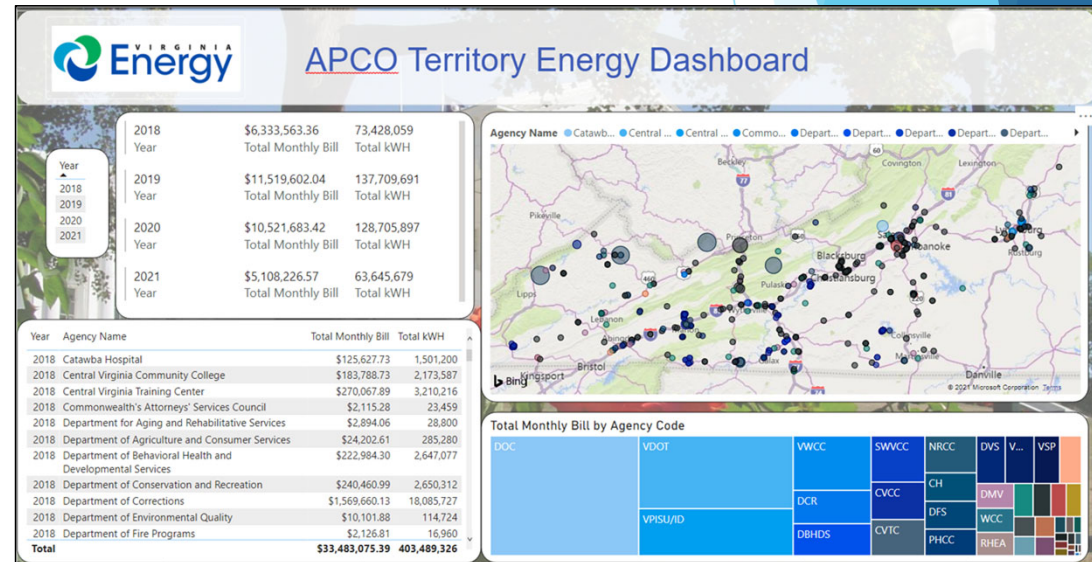 VIRGINIA
Energy
APCO Territory Energy Dashboard
Year
2018
2019
2020
2021
2018 $6,333,563.36 73,428,059
Year Total Monthly Bill Total kWH
2019 $11,519,602.04 137,709,691
Year Total Monthly Bill Total kWH
2020 $10,521,683.42 128,705,897
Year Total Monthly Bill Total kWH
2021 $5,108,226.57 63,645,679
Year Total Monthly Bill Total kWH
Year Agency Name Total Monthly Bill Total kWH
2018 Catawba Hospital $125,627.73 1,501,200
2018 Central Virginia Community College $183,788.73 2,173,587
2018 Central Virginia Training Center $270,067.89 3,210,216
2018 Commonwealth's Attorneys' Services Council $2,115.28 23,459
2018 Department for Aging and Rehabilitative Services $2,894.06 28,800
2018 Department of Agriculture and Consumer Services $24,202.61 285,280
2018 Department of Behavioral Health and $222,984.30 2,647,077
Developmental Services
2018 Department of Conservation and Recreation $240,460.99 2,650,312
2018 Department of Corrections $1,569,660.13 18,085,727
2018 Department of Environmental Quality $10,101.88 114,724
2018 Department of Fire Programs $2,126.81 16,960
Total $33,483,075.39 403,489,326
Agency Name Catawb... Central ... Central ... Commo... Depart... Depart... Depart... Depart... Depart...
60
Beckley
Covington
Lexington
77
81
Pikeville
Princeton
460
Roanoke
Rustburg
Blacksburg
Christiansburg
Lipps
Pulaski
220
Lebanon
Collinsville
Galax
Bristol
Kingsport
Danville
Bing
© 2021 Microsoft Corporation Terms
Total Monthly Bill by Agency Code
DOC VDOT VWCC SWVCC NRCC DVS V... VSP
CH
DCR CVCC DMV
VPISU/ID DFS
WCC
DBHDS CVTC PHCC RHEA